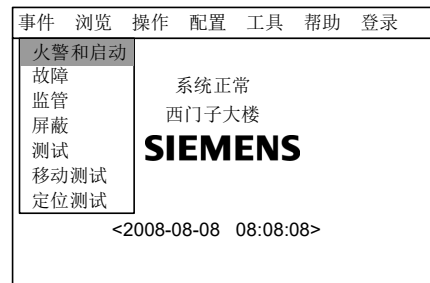 事件 浏览 操作 配置 工具 帮助 登录
火警和启动
故障
监管
屏蔽
测试
移动测试
定位测试
系统正常
西门子大楼
SIEMENS
<2008-08-08 08:08:08>